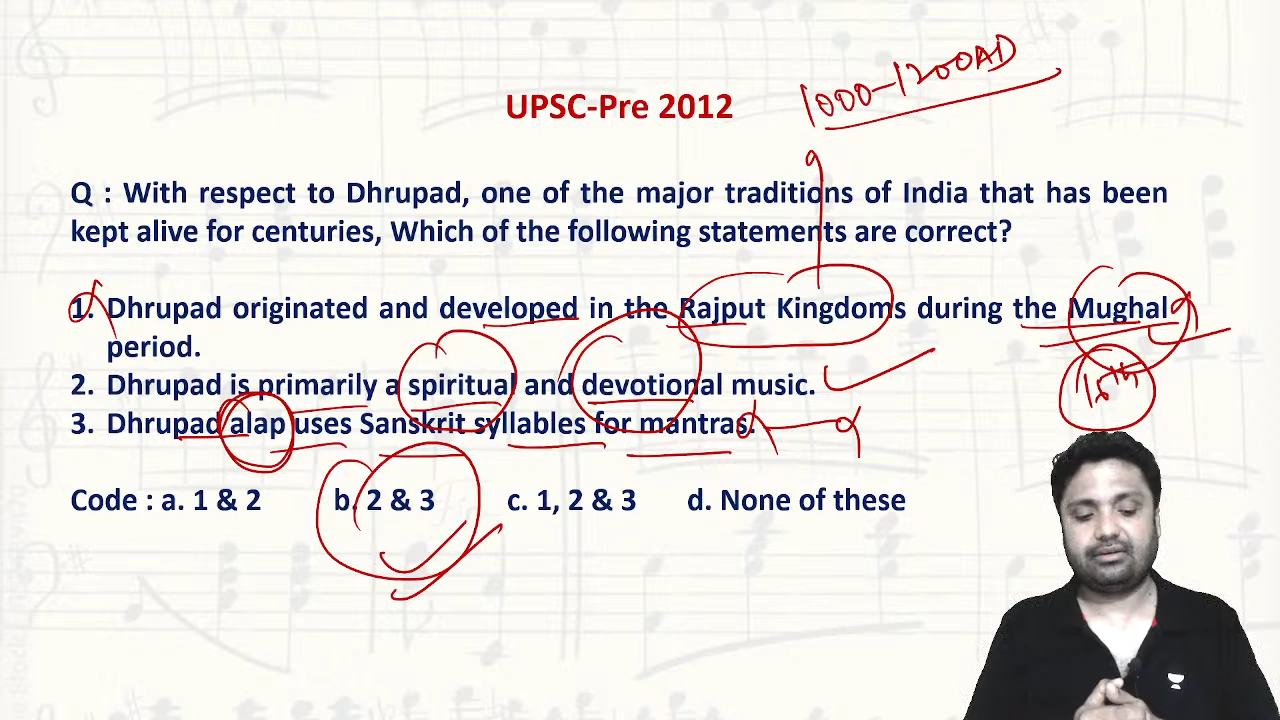 1000-1200AD
UPSC-Pre 2012
Q : With respect to Dhrupad, one of the major traditions of India that has been
kept alive for centuries, Which of the following statements are correct?
1. Dhrupad originated and developed in the Rajput Kingdoms during the Mughal
period.
2. Dhrupad is primarily a spiritual and devotional music.
3. Dhrupad alap uses Sanskrit syllables for mantras.
Code : a. 1 & 2 b. 2 & 3 c. 1, 2 & 3 d. None of these